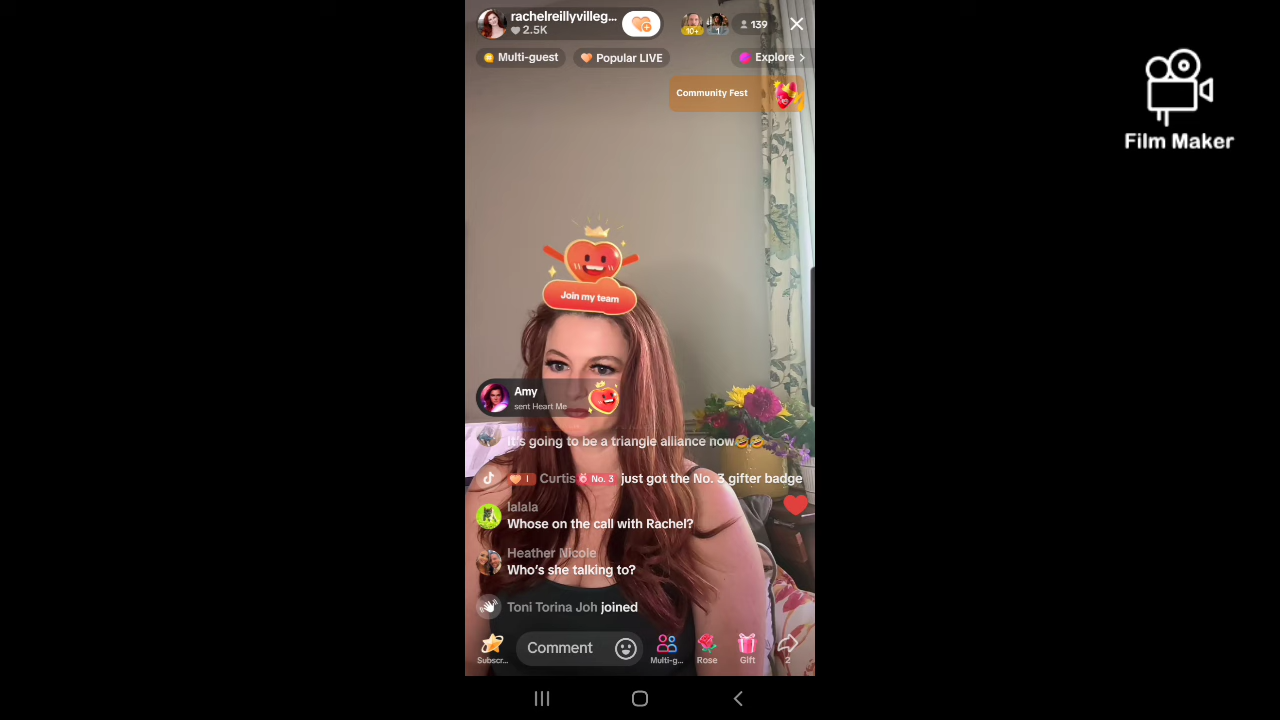 rachelreillyvilleg...
2.5K
10+
1
139
Multi-guest
Popular LIVE
Explore >
Community Fest
Join my team
Amy
sent Heart Me
It's going to be a triangle alliance now🤣🤣
I Curtis No. 3 just got the No. 3 gifter badge
lalala
Whose on the call with Rachel?
Heather Nicole
Who's she talking to?
Toni Torina Joh joined
Comment
Subscr...
Multi-g...
Rose
Gift
2
Film Maker